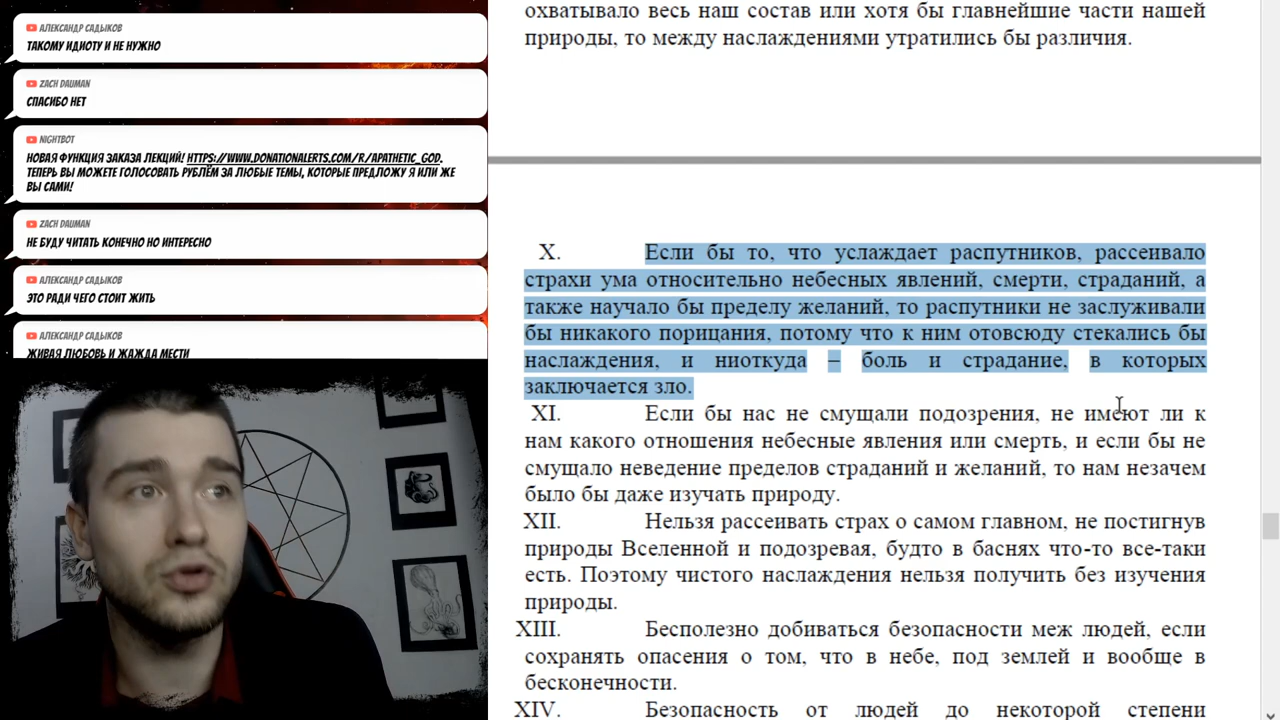 АЛЕКСАНДР САДЫКОВ
ТАКОМУ ИДИОТУ И НЕ НУЖНО
ZACH DAUMAN
СПАСИБО НЕТ
NIGHTBOT
НОВАЯ ФУНКЦИЯ ЗАКАЗА ЛЕКЦИЙ! HTTPS://WWW.DONATIONALERTS.COM/R/APATHETIC_GOD.
ТЕПЕРЬ ВЫ МОЖЕТЕ ГОЛОСОВАТЬ РУБЛЁМ ЗА ЛЮБЫЕ ТЕМЫ, КОТОРЫЕ ПРЕДЛОЖУ Я ИЛИ ЖЕ
ВЫ САМИ!
ZACH DAUMAN
НЕ БУДУ ЧИТАТЬ КОНЕЧНО НО ИНТЕРЕСНО
АЛЕКСАНДР САДЫКОВ
ЭТО РАДИ ЧЕГО СТОИТ ЖИТЬ
АЛЕКСАНДР САДЫКОВ
ЖИВАЯ ЛЮБОВЬ И ЖАЖДА МЕСТИ
охватывало весь наш состав или хотя бы главнейшие части нашей
природы, то между наслаждениями утратились бы различия.
X. Если бы то, что услаждает распутников, рассеивало
страхи ума относительно небесных явлений, смерти, страданий, а
также научало бы пределу желаний, то распутники не заслуживали
бы никакого порицания, потому что к ним отовсюду стекались бы
наслаждения, и ниоткуда – боль и страдание, в которых
заключается зло.
XI. Если бы нас не смущали подозрения, не имеют ли к
нам какого отношения небесные явления или смерть, и если бы не
смущало неведение пределов страданий и желаний, то нам незачем
было бы даже изучать природу.
XII. Нельзя рассеивать страх о самом главном, не постигнув
природы Вселенной и подозревая, будто в баснях что-то все-таки
есть. Поэтому чистого наслаждения нельзя получить без изучения
природы.
XIII. Бесполезно добиваться безопасности меж людей, если
сохранять опасения о том, что в небе, под землей и вообще в
бесконечности.
XIV. Безопасность от людей до некоторой степени